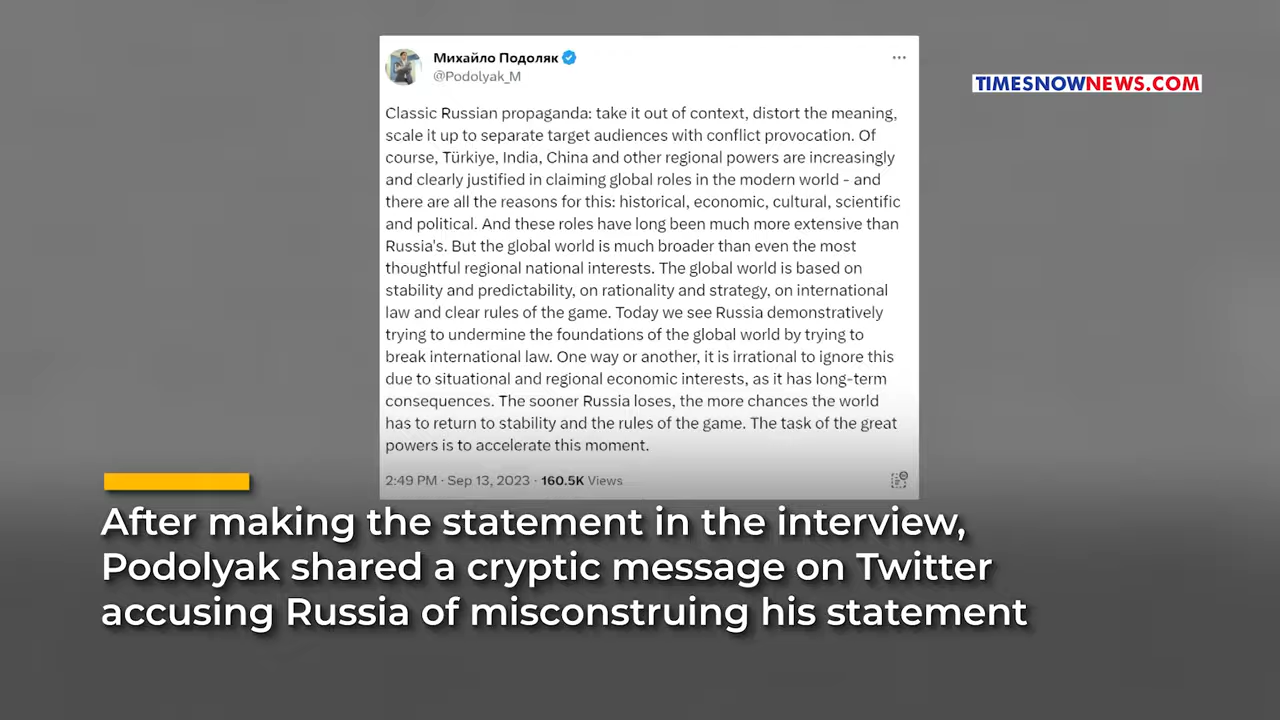 Михайло Подоляк
@Podolyak_M
TIMESNOWNEWS.COM
Classic Russian propaganda: take it out of context, distort the meaning,
scale it up to separate target audiences with conflict provocation. Of
course, Türkiye, India, China and other regional powers are increasingly
and clearly justified in claiming global roles in the modern world - and
there are all the reasons for this: historical, economic, cultural, scientific
and political. And these roles have long been much more extensive than
Russia's. But the global world is much broader than even the most
thoughtful regional national interests. The global world is based on
stability and predictability, on rationality and strategy, on international
law and clear rules of the game. Today we see Russia demonstratively
trying to undermine the foundations of the global world by trying to
break international law. One way or another, it is irrational to ignore this
due to situational and regional economic interests, as it has long-term
consequences. The sooner Russia loses, the more chances the world
has to return to stability and the rules of the game. The task of the great
powers is to accelerate this moment.
2:49 PM · Sep 13, 2023 · 160.5K Views
After making the statement in the interview,
Podolyak shared a cryptic message on Twitter
accusing Russia of misconstruing his statement